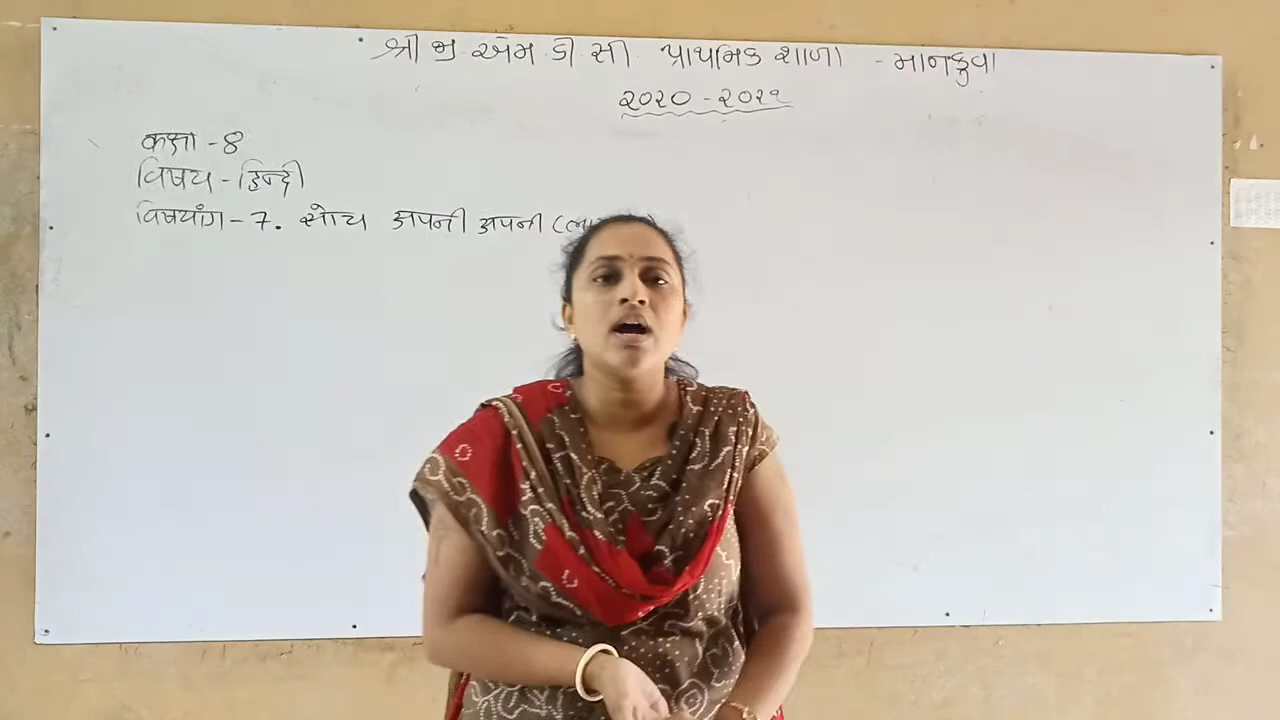 શ્રી જી. એમ. ડી. સી. પ્રાથમિક શાળા - માનકુવા
૨૦૨૦ - ૨૦૨૧
कक्षा - 8
विषय - हिन्दी
विषयांग - 7. सोच अपनी अपनी